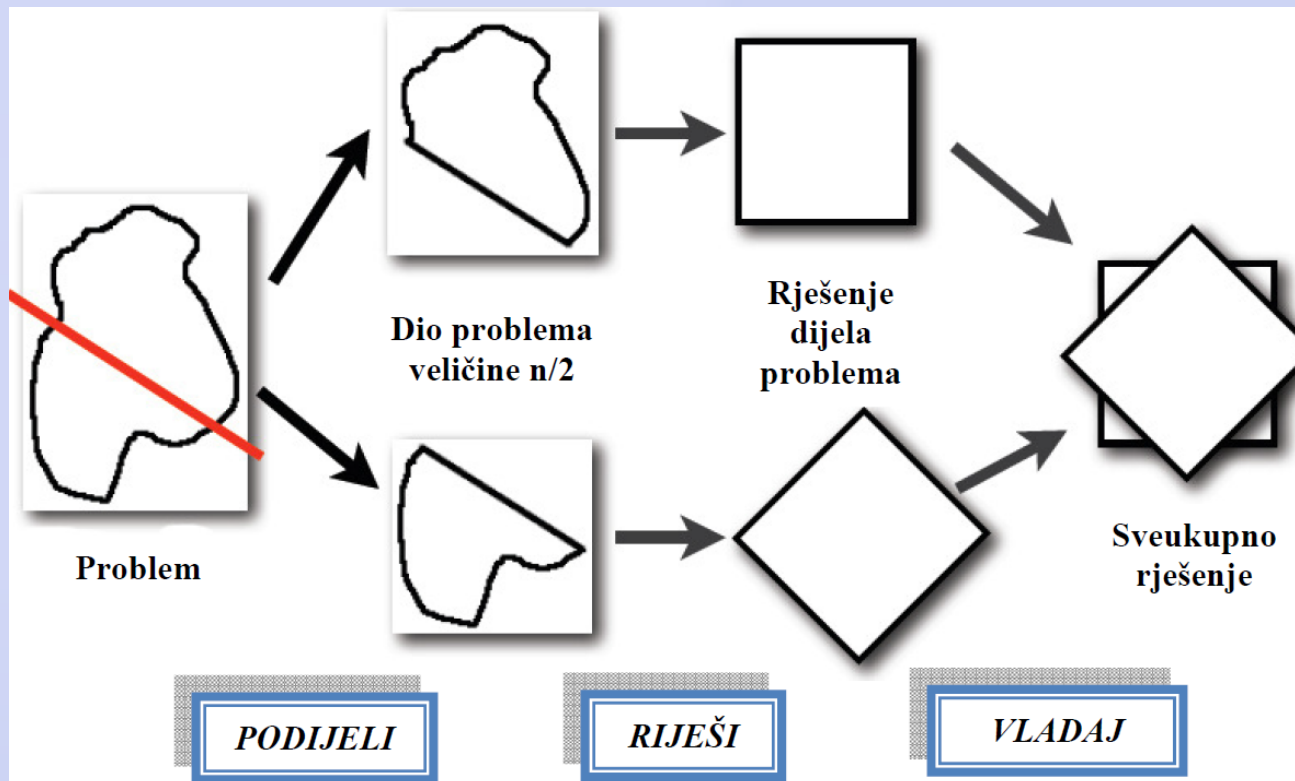 Problem
Dio problema
veličine n/2
Rješenje
dijela
problema
Sveukupno
rješenje
PODIJELI
RIJEŠI
VLADAJ